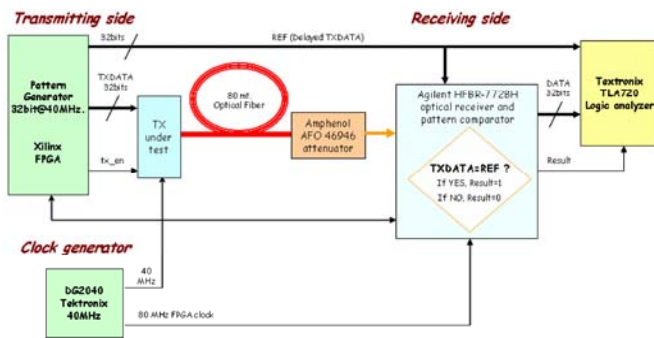 Transmitting side
Receiving side
32bits
REF (Delayed TXDATA)
Pattern
Generator
32bit@40MHz.
Xilinx
FPGA
TXDATA
32bits
tx_en
TX
under
test
80 mt.
Optical Fiber
Amphenol
AFO 46946
attenuator
Agilent HFBR-772BH
optical receiver and
pattern comparator
TXDATA=REF ?
If YES, Result=1
If NO, Result=0
DATA
32bits
Result
Textronix
TLA720
Logic analyzer
Clock generator
DG2040
Tektronix
40MHz
40
MHz
80 MHz FPGA clock